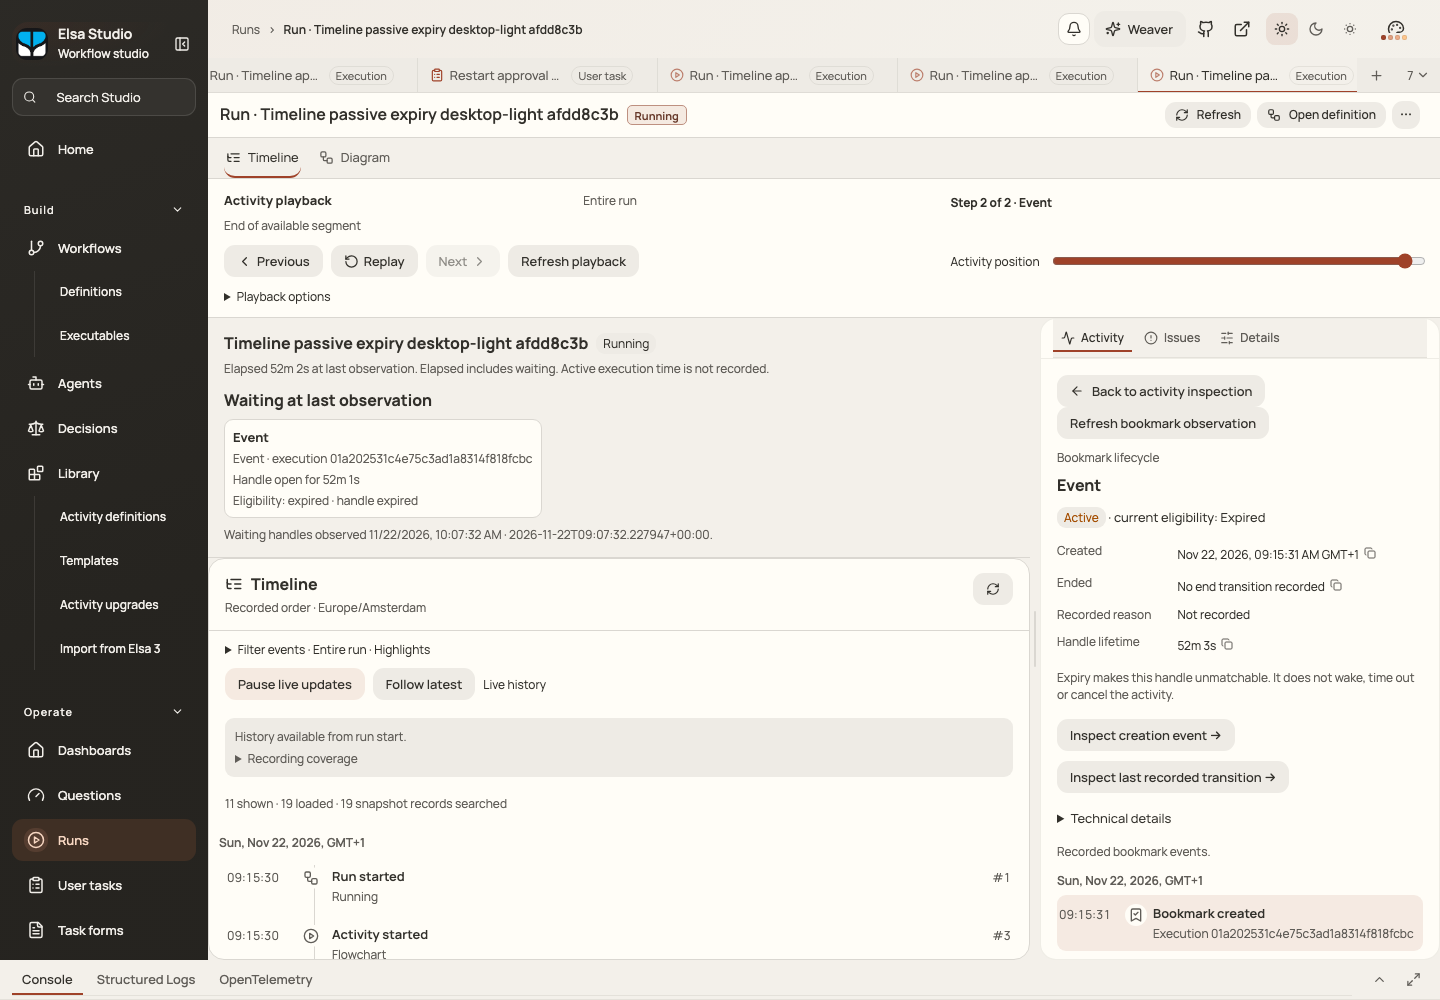 Elsa Studio
Workflow studio
Search Studio
Home
Build
Workflows
Definitions
Executables
Agents
Decisions
Library
Activity definitions
Templates
Activity upgrades
Import from Elsa 3
Operate
Dashboards
Questions
Runs
User tasks
Task forms
Runs › Run · Timeline passive expiry desktop-light afdd8c3b
Weaver
Run · Timeline ap... Execution
Restart approval ... User task
Run · Timeline ap... Execution
Run · Timeline ap... Execution
Run · Timeline pa... Execution
7
Run · Timeline passive expiry desktop-light afdd8c3b Running
Refresh
Open definition
Timeline
Diagram
Activity playback
Entire run
Step 2 of 2 · Event
End of available segment
Previous
Replay
Next
Refresh playback
Activity position
Playback options
Timeline passive expiry desktop-light afdd8c3b Running
Elapsed 52m 2s at last observation. Elapsed includes waiting. Active execution time is not recorded.
Waiting at last observation
Event
Event · execution 01a202531c4e75c3ad1a8314f818fcbc
Handle open for 52m 1s
Eligibility: expired · handle expired
Waiting handles observed 11/22/2026, 10:07:32 AM · 2026-11-22T09:07:32.227947+00:00.
Timeline
Recorded order · Europe/Amsterdam
Filter events · Entire run · Highlights
Pause live updates
Follow latest
Live history
History available from run start.
Recording coverage
11 shown · 19 loaded · 19 snapshot records searched
Sun, Nov 22, 2026, GMT+1
09:15:30 Run started #1
Running
09:15:30 Activity started #3
Flowchart
Activity
Issues
Details
Back to activity inspection
Refresh bookmark observation
Bookmark lifecycle
Event
Active · current eligibility: Expired
Created Nov 22, 2026, 09:15:31 AM GMT+1
Ended No end transition recorded
Recorded reason Not recorded
Handle lifetime 52m 3s
Expiry makes this handle unmatchable. It does not wake, time out
or cancel the activity.
Inspect creation event →
Inspect last recorded transition →
Technical details
Recorded bookmark events.
Sun, Nov 22, 2026, GMT+1
09:15:31 Bookmark created
Execution 01a202531c4e75c3ad1a8314f818fcbc
Console
Structured Logs
OpenTelemetry